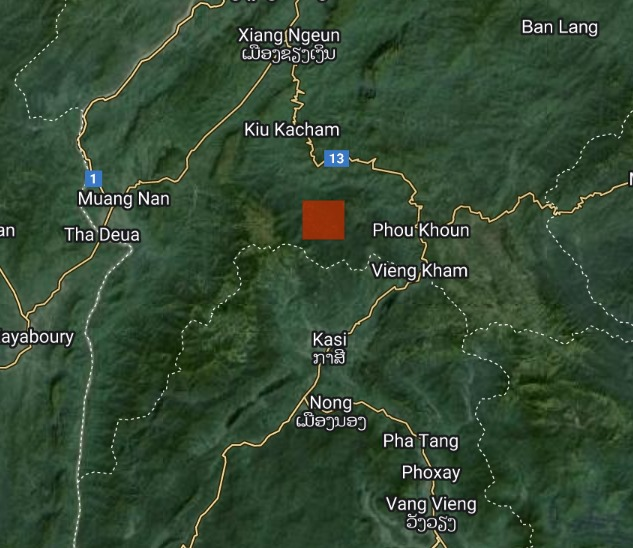 Ban Lang
Xiang Ngeun
ເມືອງຊຽງເງິນ
Kiu Kacham
13
1
Muang Nan
an
Tha Deua
Phou Khoun
Vieng Kham
ayaboury
Kasi
ກາສີ
Nong
ເມືອງນອງ
Pha Tang
Phoxay
Vang Vieng
ວັງວຽງ